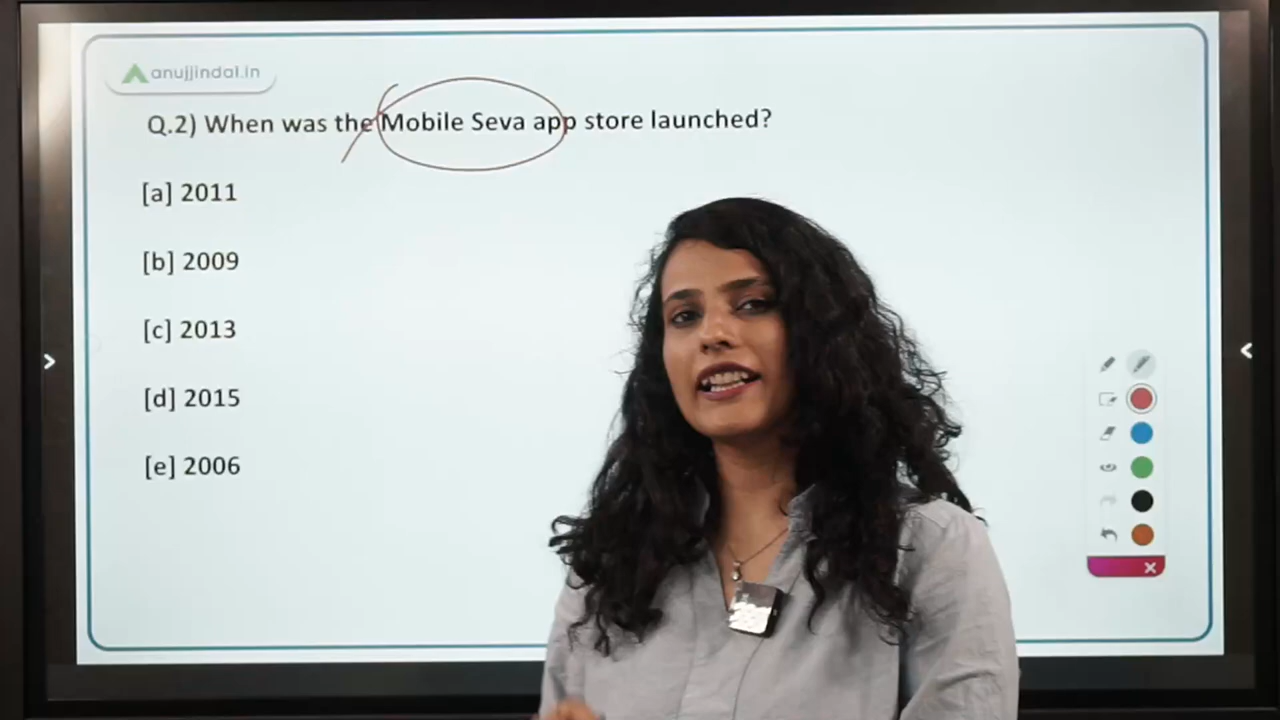 anujjindal.in
Q.2) When was the Mobile Seva app store launched?
[a] 2011
[b] 2009
[c] 2013
[d] 2015
[e] 2006